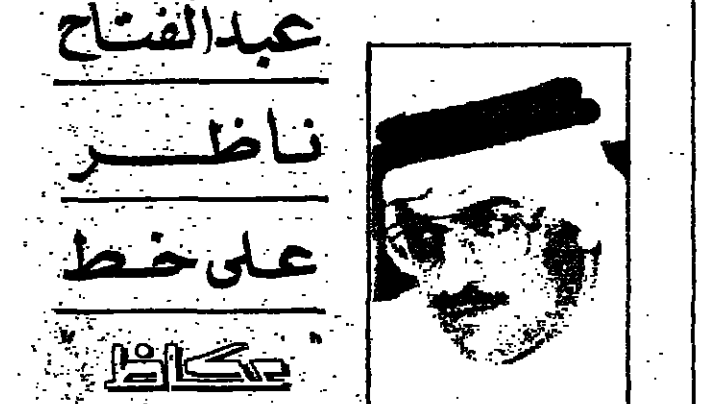 عبدالفتاح
ناظر
على خط
عكاظ